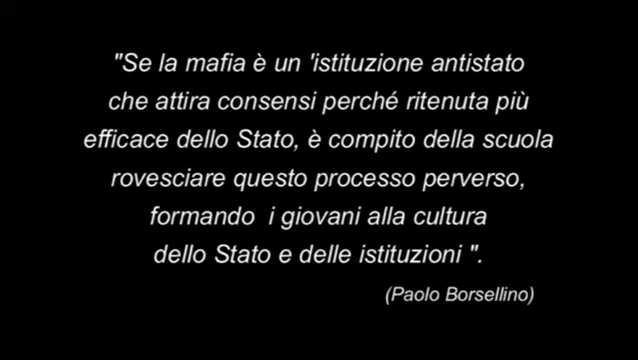 "Se la mafia è un 'istituzione antistato
che attira consensi perché ritenuta più
efficace dello Stato, è compito della scuola
rovesciare questo processo perverso,
formando  i giovani alla cultura
dello Stato e delle istituzioni ".
(Paolo Borsellino)